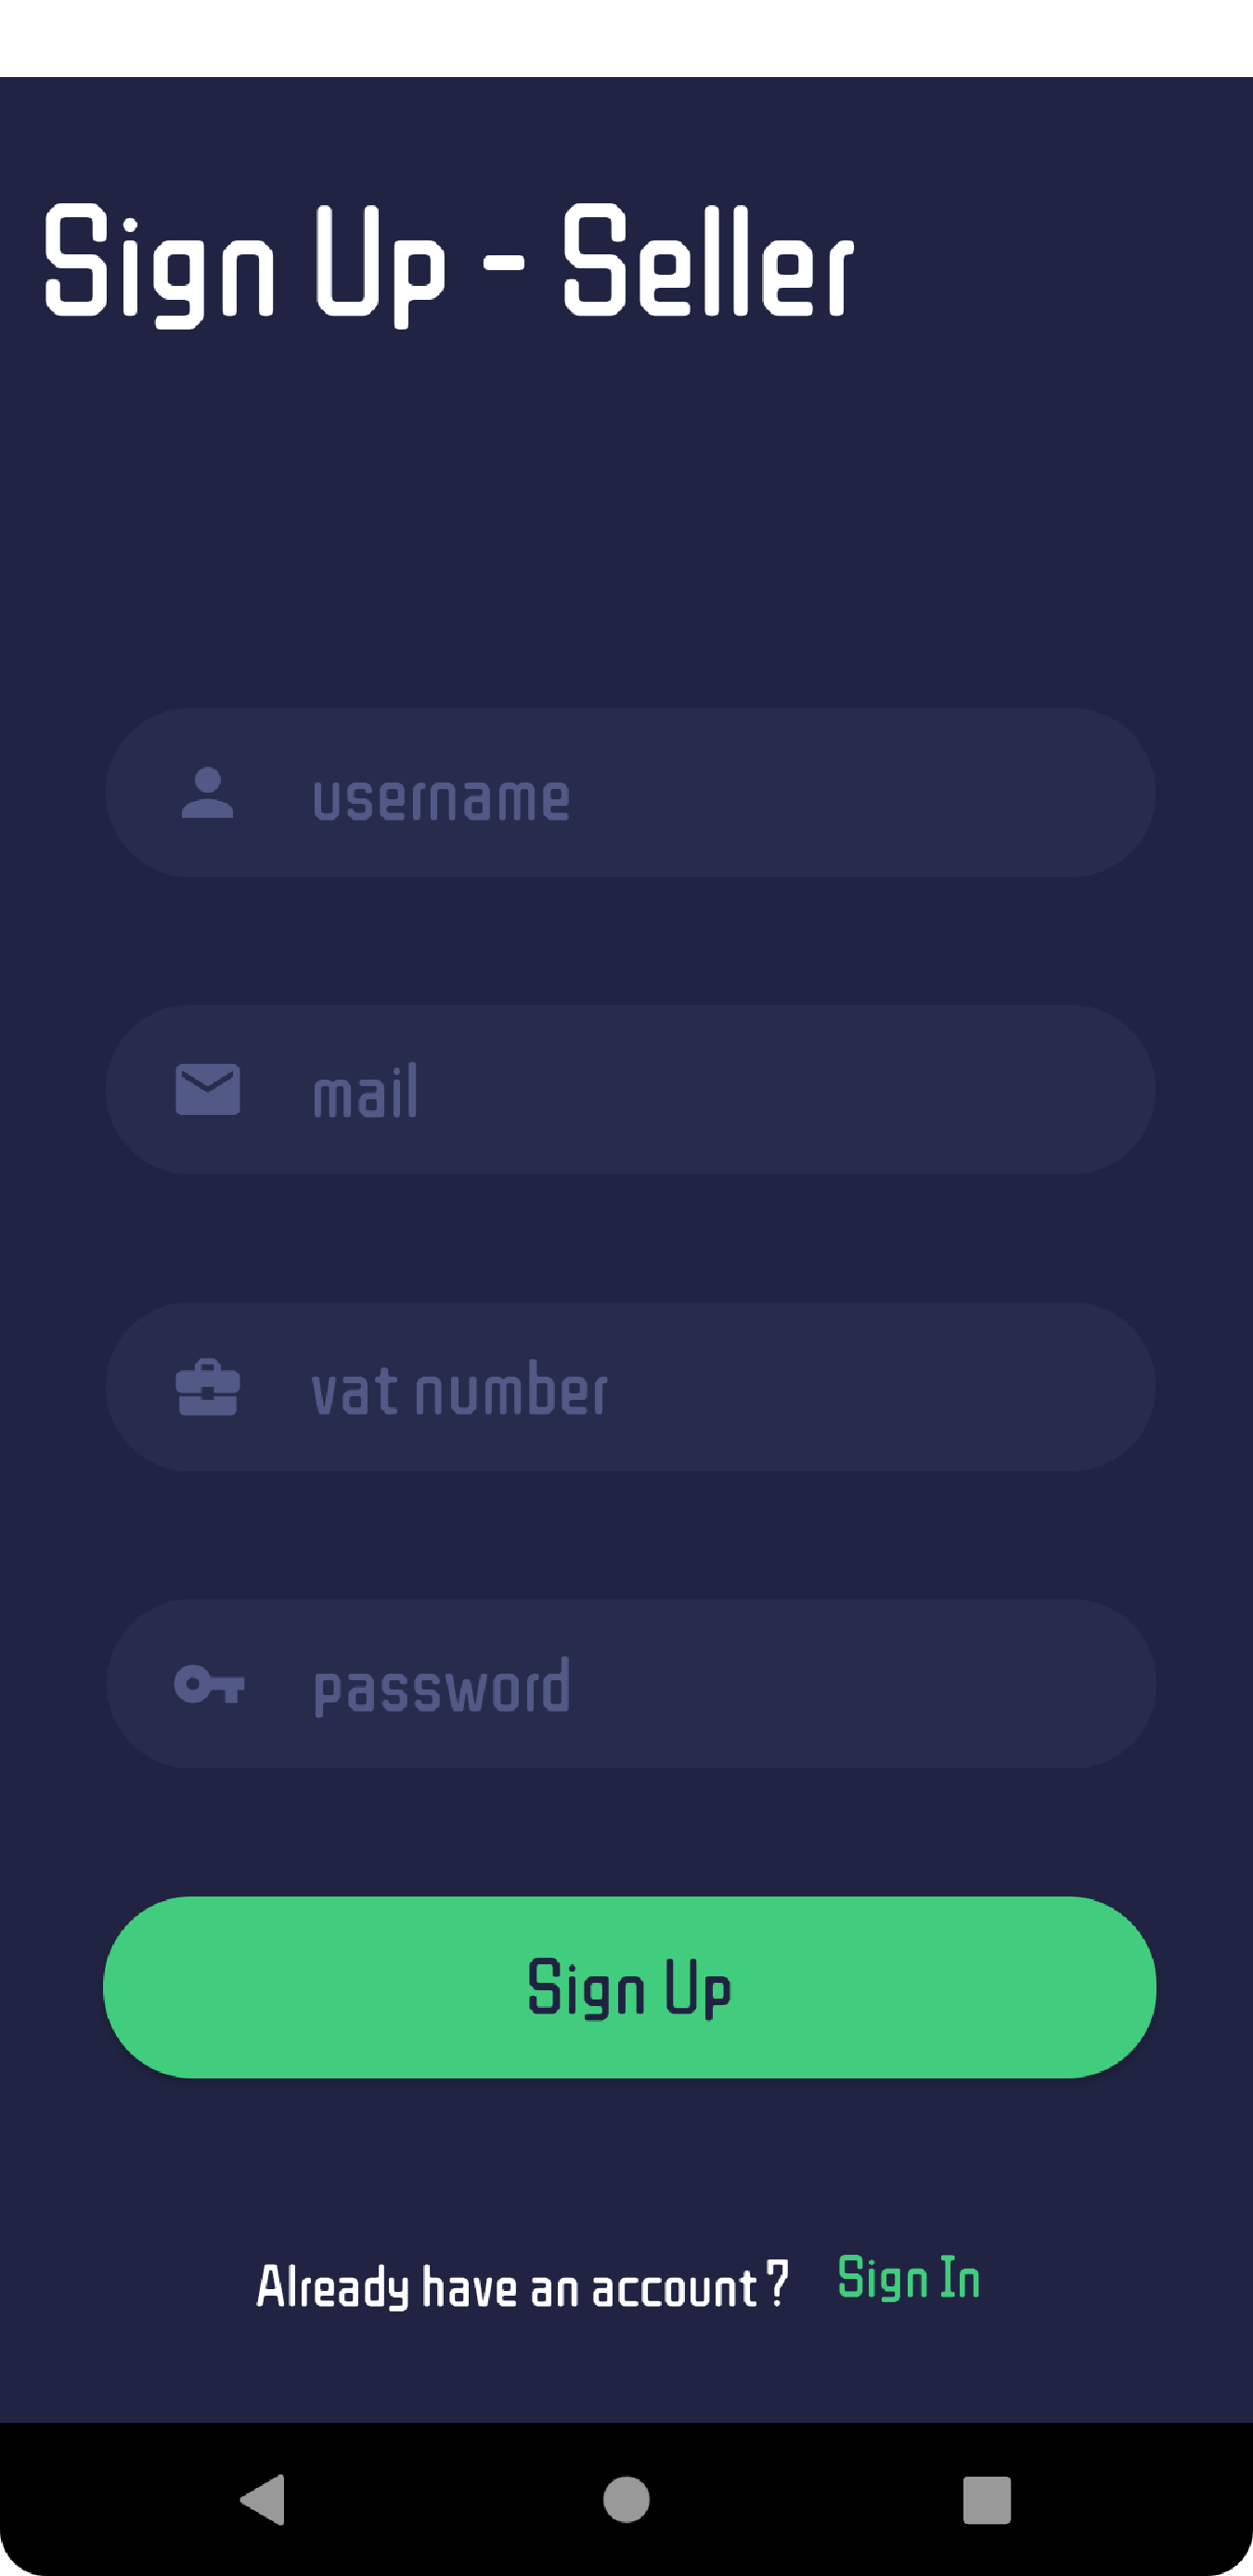 Sign Up - Seller
username
mail
vat number
password
Sign Up
Already have an account ? Sign In